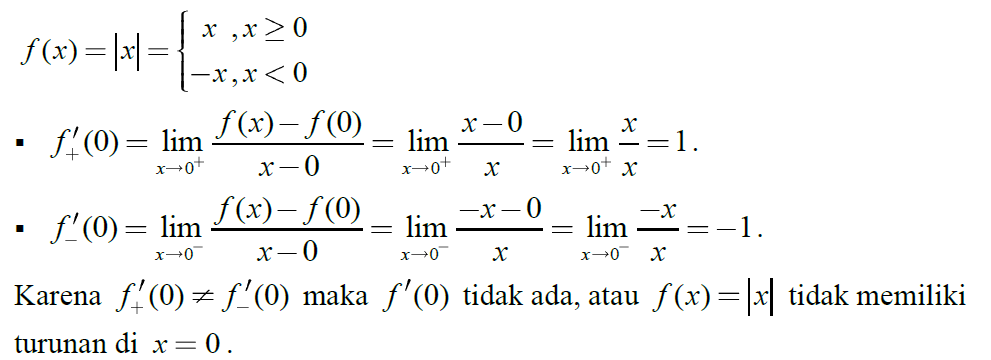 f(x) = |x| = { x , x ≥ 0
−x, x < 0
▪ f′₊(0) = lim_{x→0⁺} (f(x) − f(0))/(x − 0) = lim_{x→0⁺} (x − 0)/x = lim_{x→0⁺} x/x = 1.
▪ f′₋(0) = lim_{x→0⁻} (f(x) − f(0))/(x − 0) = lim_{x→0⁻} (−x − 0)/x = lim_{x→0⁻} −x/x = −1.
Karena f′₊(0) ≠ f′₋(0) maka f′(0) tidak ada, atau f(x) = |x| tidak memiliki
turunan di x = 0.